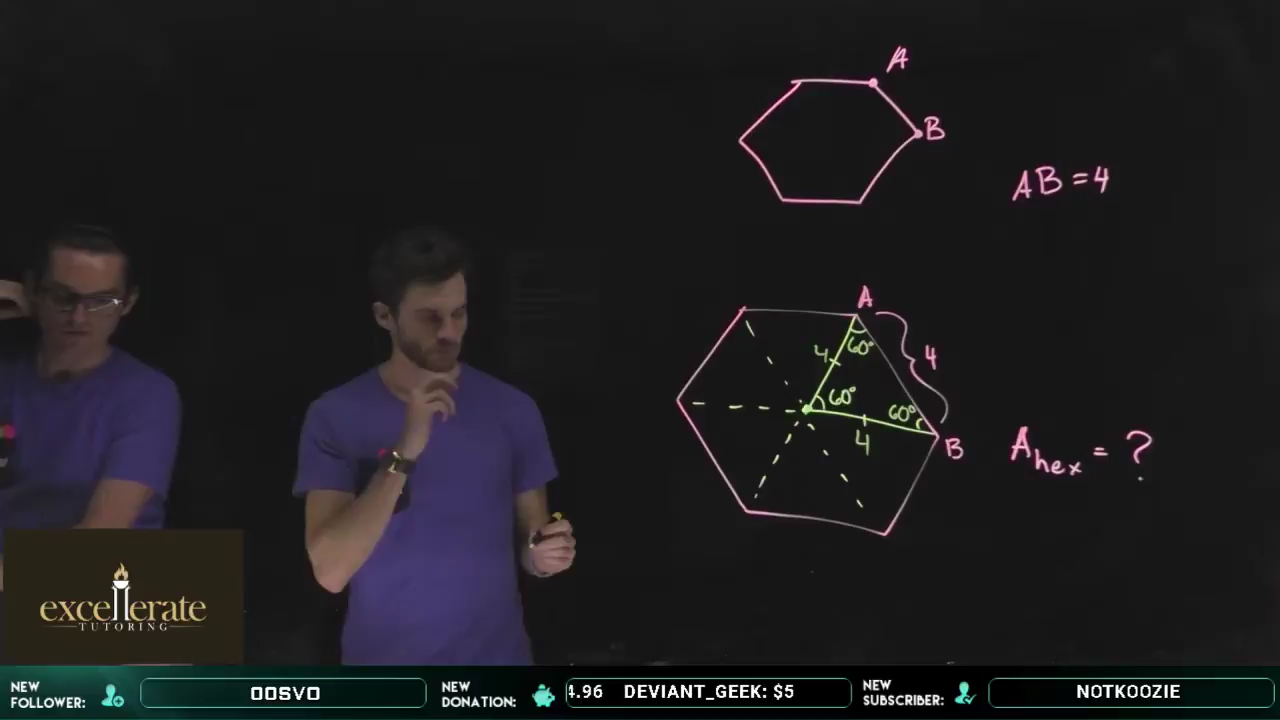 A
B
AB = 4
A
4
60°
4
60°
60°
4
B
A hex = ?
excellerate
TUTORING
NEW FOLLOWER:
OOSVO
NEW DONATION:
4.96 DEVIANT_GEEK: $5
NEW SUBSCRIBER:
NOTKOOZIE